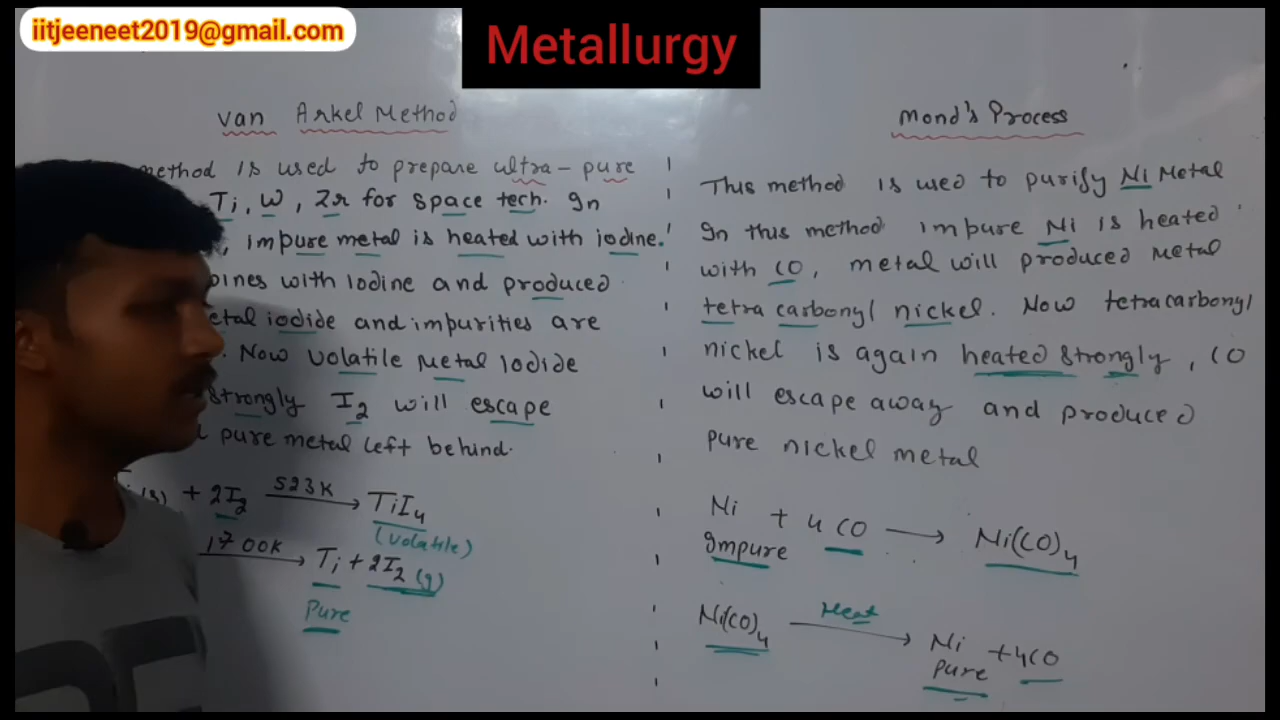 iitjeeneet2019@gmail.com
Metallurgy
van Arkel Method
method is used to prepare ultra-pure
Ti, W, Zr for space tech. In
, impure metal is heated with iodine.
bines with Iodine and produced
etal iodide and impurities are
. Now volatile Metal Iodide
strongly I2 will escape
pure metal left behind.
(s) + 2I2 523K → TiI4
(volatile)
1700K → Ti + 2I2 (g)
Pure
Mond's Process
This method is used to purify Ni Metal
In this method impure Ni is heated
with CO, metal will produced Metal
tetra carbonyl nickel. Now tetracarbonyl
nickel is again heated strongly, CO
will escape away and produced
pure nickel metal
Ni + 4CO → Ni(CO)4
Impure
Ni(CO)4 Heat → Ni + 4CO
Pure